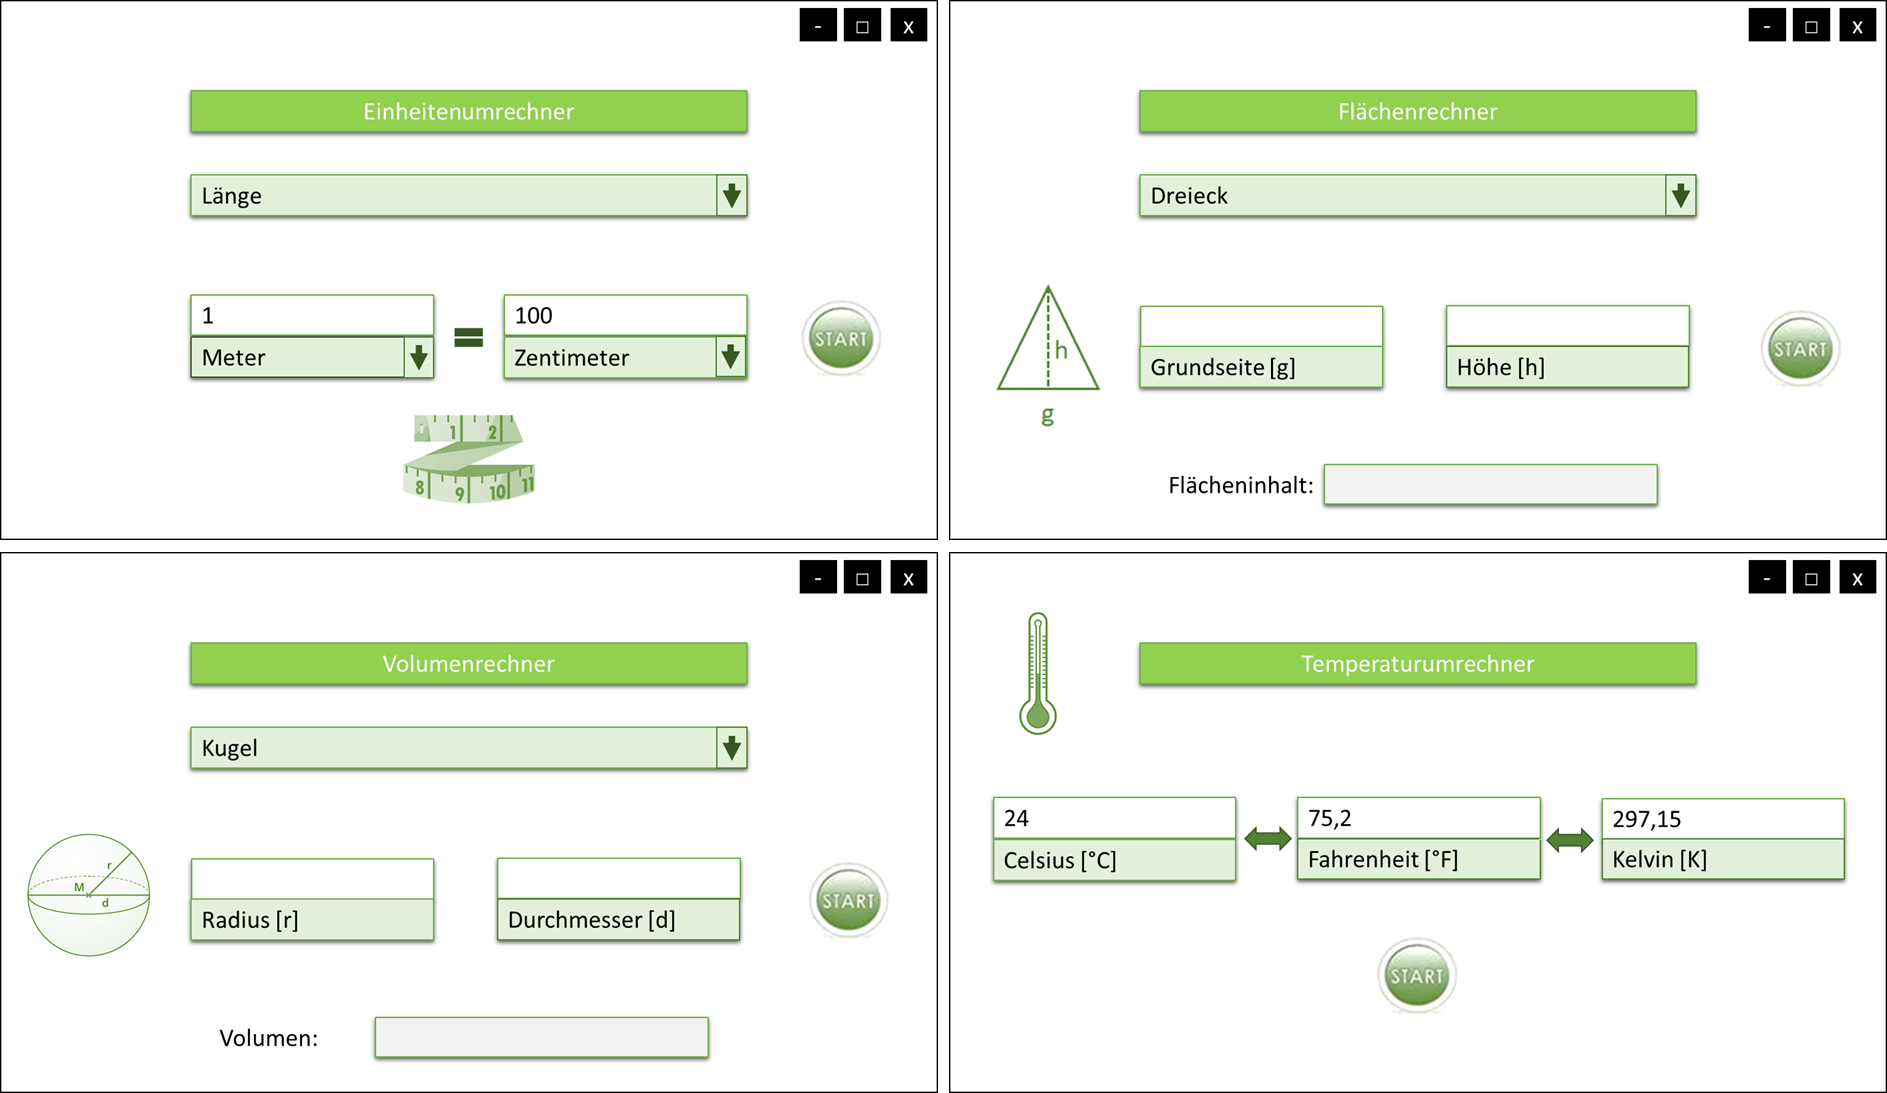 - □ x
Einheitenumrechner
Länge
1
100
Meter
Zentimeter
START
1 2
8 9 10 11
- □ x
Flächenrechner
Dreieck
h
g
Grundseite [g]
Höhe [h]
START
Flächeninhalt:
- □ x
Volumenrechner
Kugel
r
M
d
Radius [r]
Durchmesser [d]
START
Volumen:
- □ x
Temperaturumrechner
24
75,2
297,15
Celsius [°C]
Fahrenheit [°F]
Kelvin [K]
START